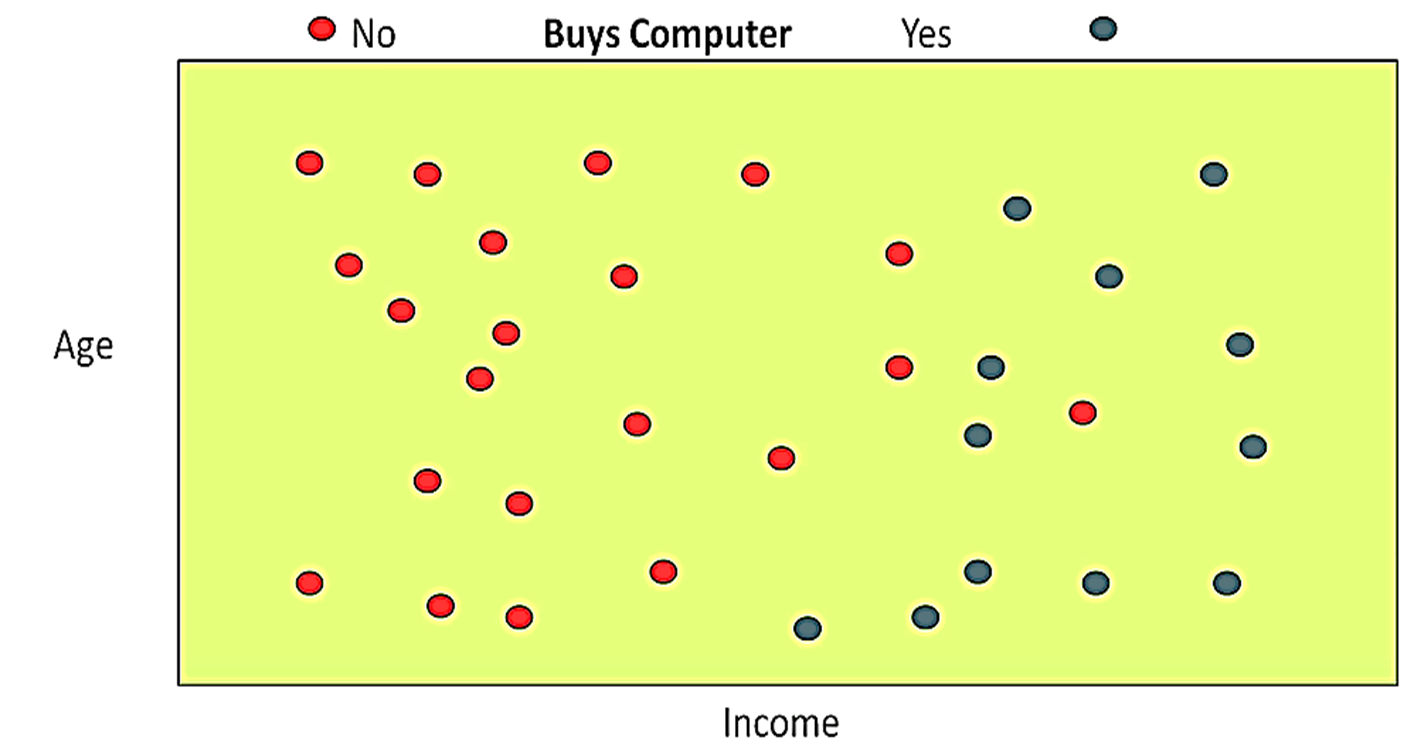 No Buys Computer Yes
Age
Income